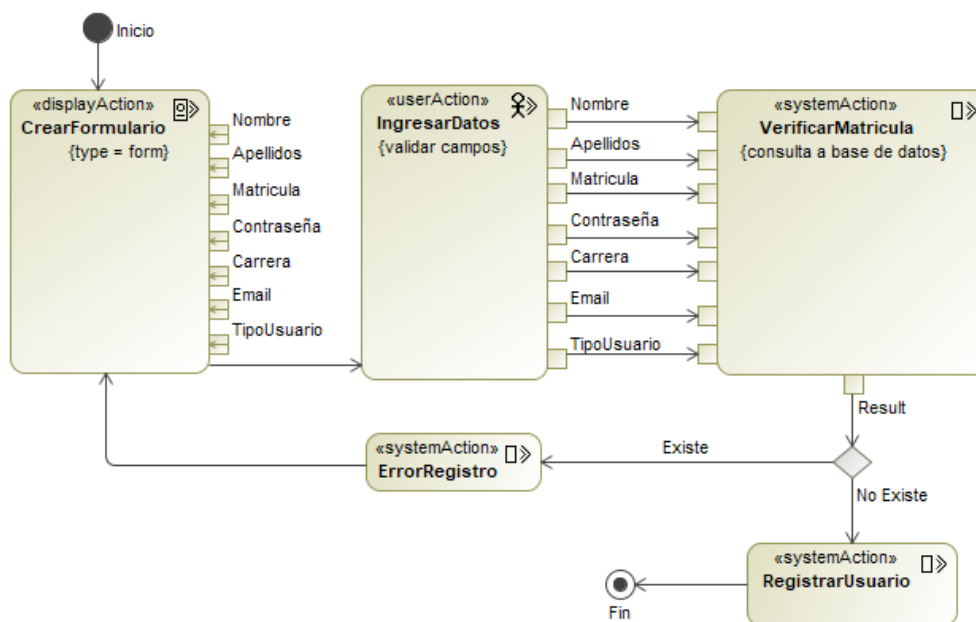 Inicio
«displayAction»
CrearFormulario
{type = form}
Nombre
Apellidos
Matricula
Contraseña
Carrera
Email
TipoUsuario
«userAction»
IngresarDatos
{validar campos}
Nombre
Apellidos
Matricula
Contraseña
Carrera
Email
TipoUsuario
«systemAction»
VerificarMatricula
{consulta a base de datos}
Result
Existe
«systemAction»
ErrorRegistro
No Existe
«systemAction»
RegistrarUsuario
Fin